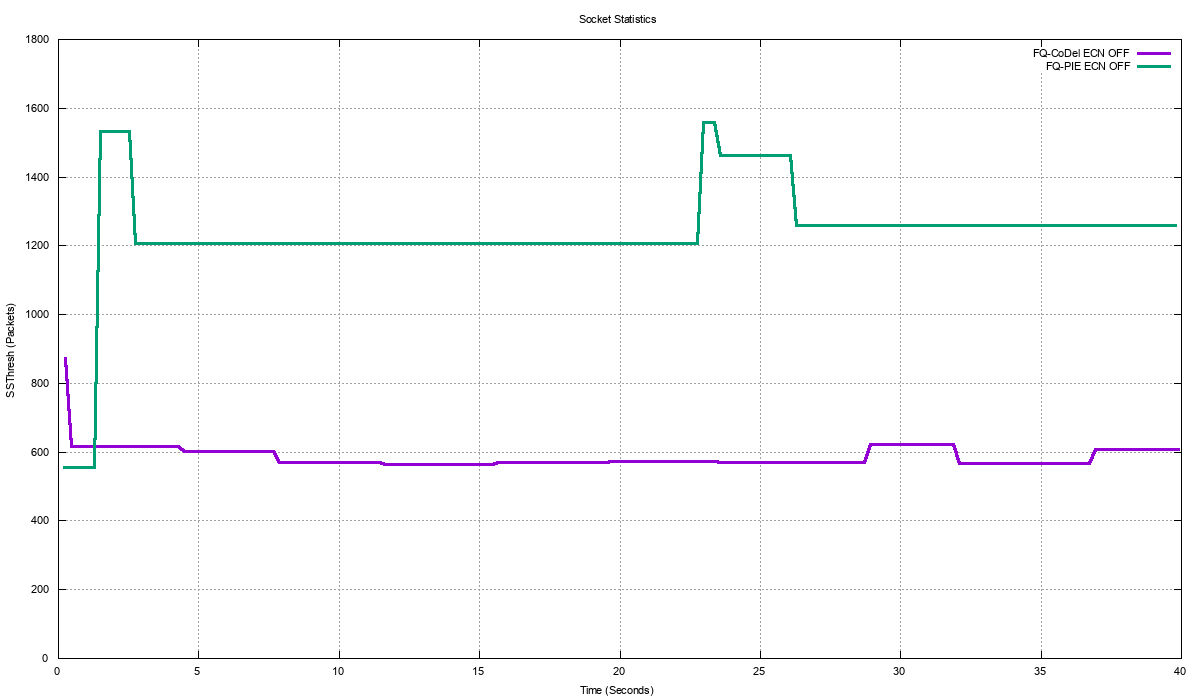 Socket Statistics
1800
1600
1400
1200
1000
800
600
400
200
0
SSThresh (Packets)
FQ-CoDel ECN OFF
FQ-PIE ECN OFF
0 5 10 15 20 25 30 35 40
Time (Seconds)